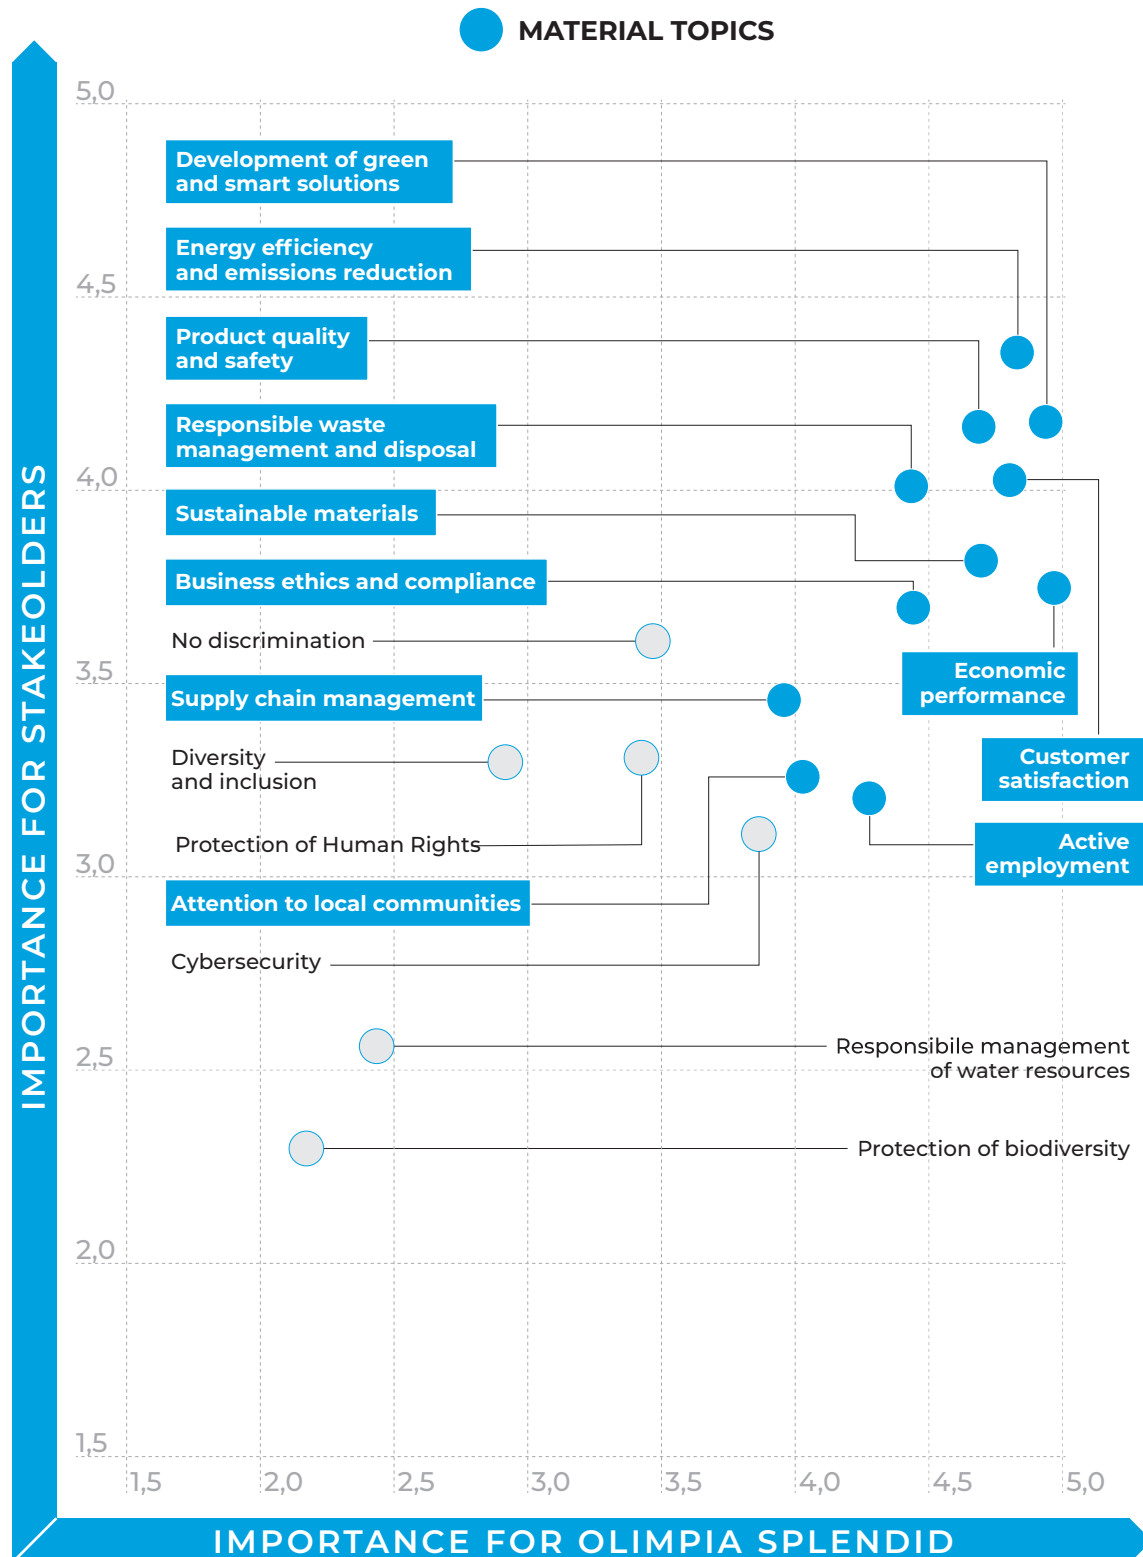 MATERIAL TOPICS
5,0
Development of green
and smart solutions
Energy efficiency
and emissions reduction
4,5
Product quality
and safety
Responsible waste
management and disposal
4,0
Sustainable materials
Business ethics and compliance
No discrimination
3,5
Economic
performance
Supply chain management
Diversity
and inclusion
Customer
satisfaction
Protection of Human Rights
Active
employment
3,0
Attention to local communities
Cybersecurity
Responsibile management
of water resources
2,5
Protection of biodiversity
2,0
1,5
1,5 2,0 2,5 3,0 3,5 4,0 4,5 5,0
IMPORTANCE FOR STAKEOLDERS
IMPORTANCE FOR OLIMPIA SPLENDID